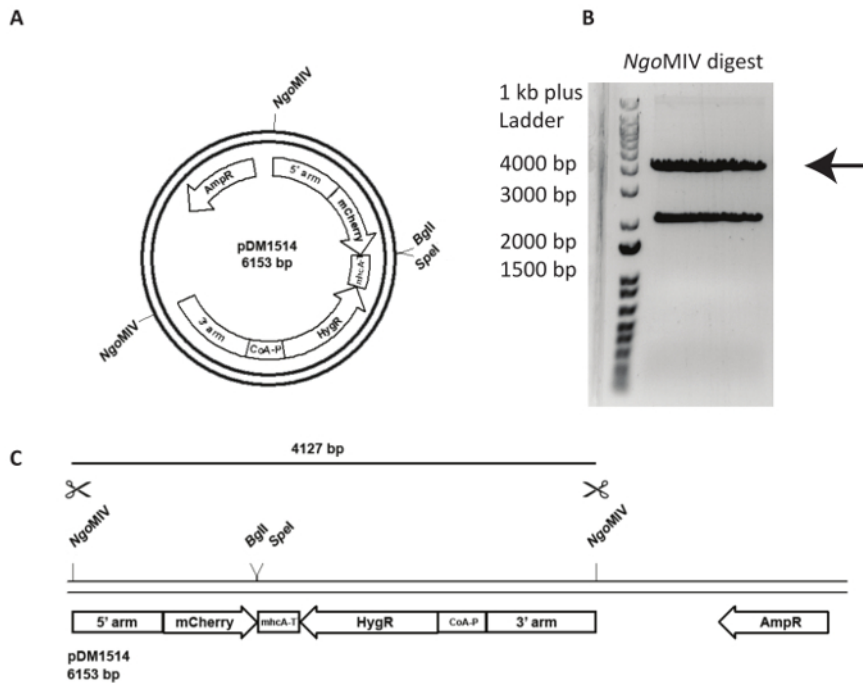 A
NgoMIV
AmpR
5' arm
mCherry
pDM1514
6153 bp
BglI
SpeI
mhcA-T
HygR
CoA-P
3' arm
NgoMIV
B
NgoMIV digest
1 kb plus
Ladder
4000 bp
3000 bp
2000 bp
1500 bp
C
4127 bp
NgoMIV
BglI
SpeI
NgoMIV
5' arm
mCherry
mhcA-T
HygR
CoA-P
3' arm
AmpR
pDM1514
6153 bp